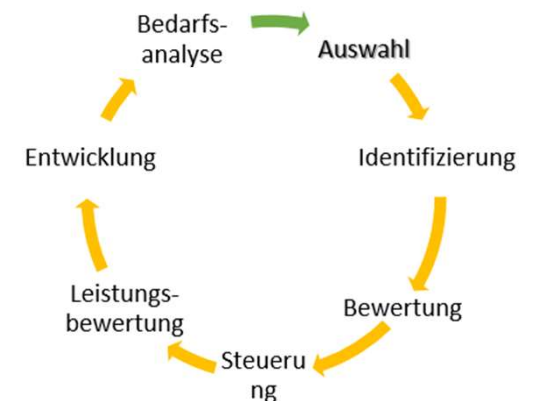 Bedarfs-
analyse
Auswahl
Identifizierung
Bewertung
Steueru
ng
Leistungs-
bewertung
Entwicklung